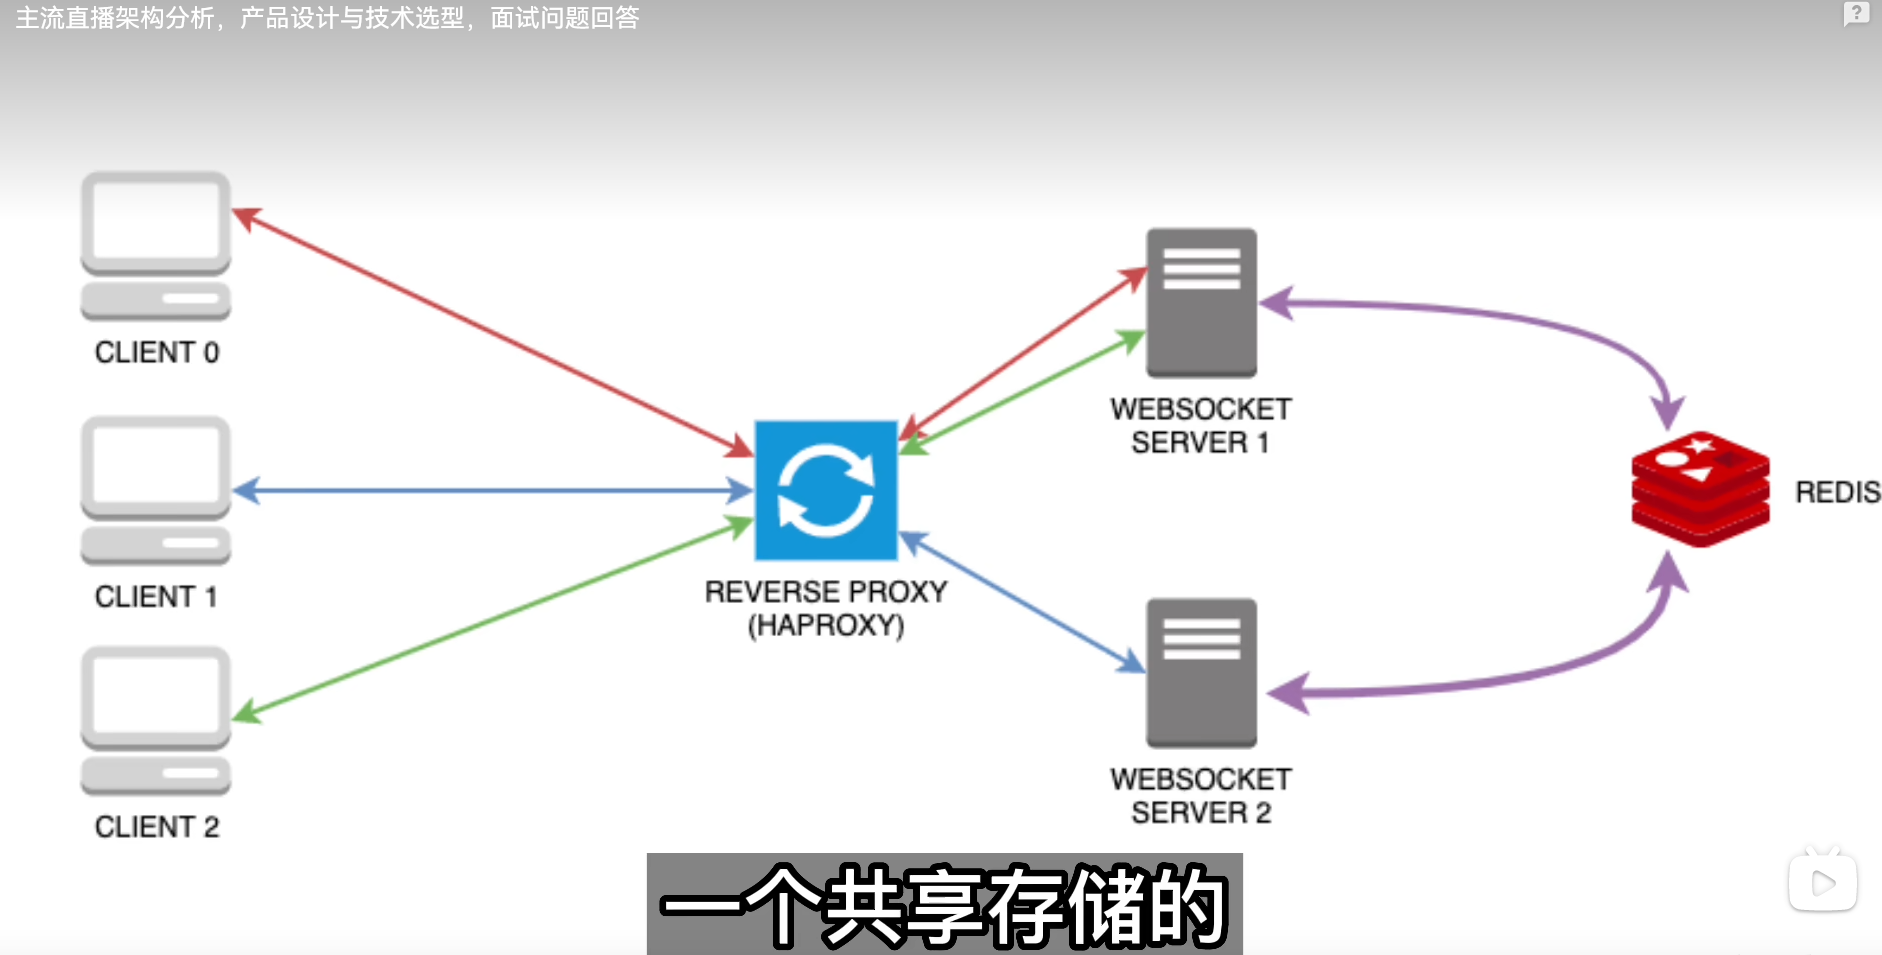 主流直播架构分析，产品设计与技术选型，面试问题回答
CLIENT 0
CLIENT 1
CLIENT 2
REVERSE PROXY
(HAPROXY)
WEBSOCKET
SERVER 1
WEBSOCKET
SERVER 2
REDIS
一个共享存储的